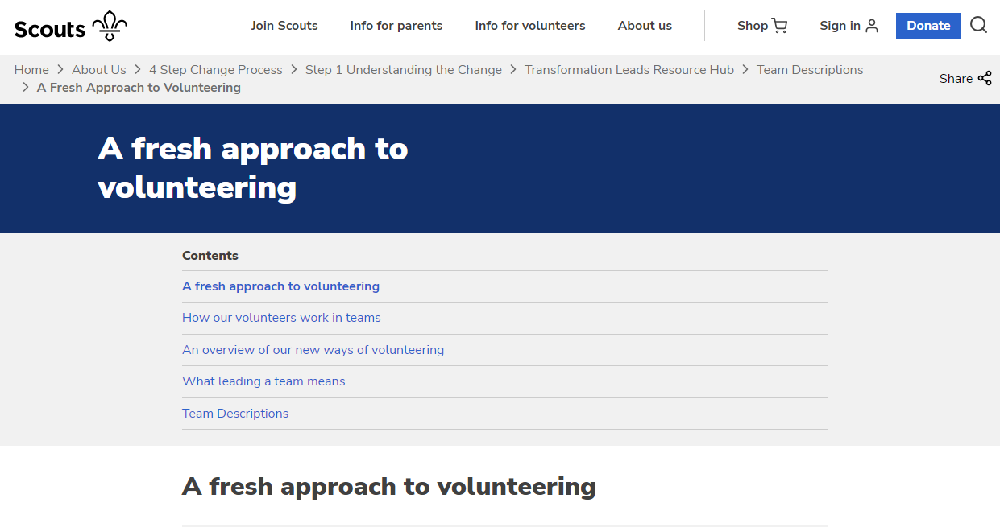 Scouts
Join Scouts Info for parents Info for volunteers About us Shop Sign in Donate
Home About Us 4 Step Change Process Step 1 Understanding the Change Transformation Leads Resource Hub Team Descriptions
A Fresh Approach to Volunteering
Share
A fresh approach to
volunteering
Contents
A fresh approach to volunteering
How our volunteers work in teams
An overview of our new ways of volunteering
What leading a team means
Team Descriptions
A fresh approach to volunteering